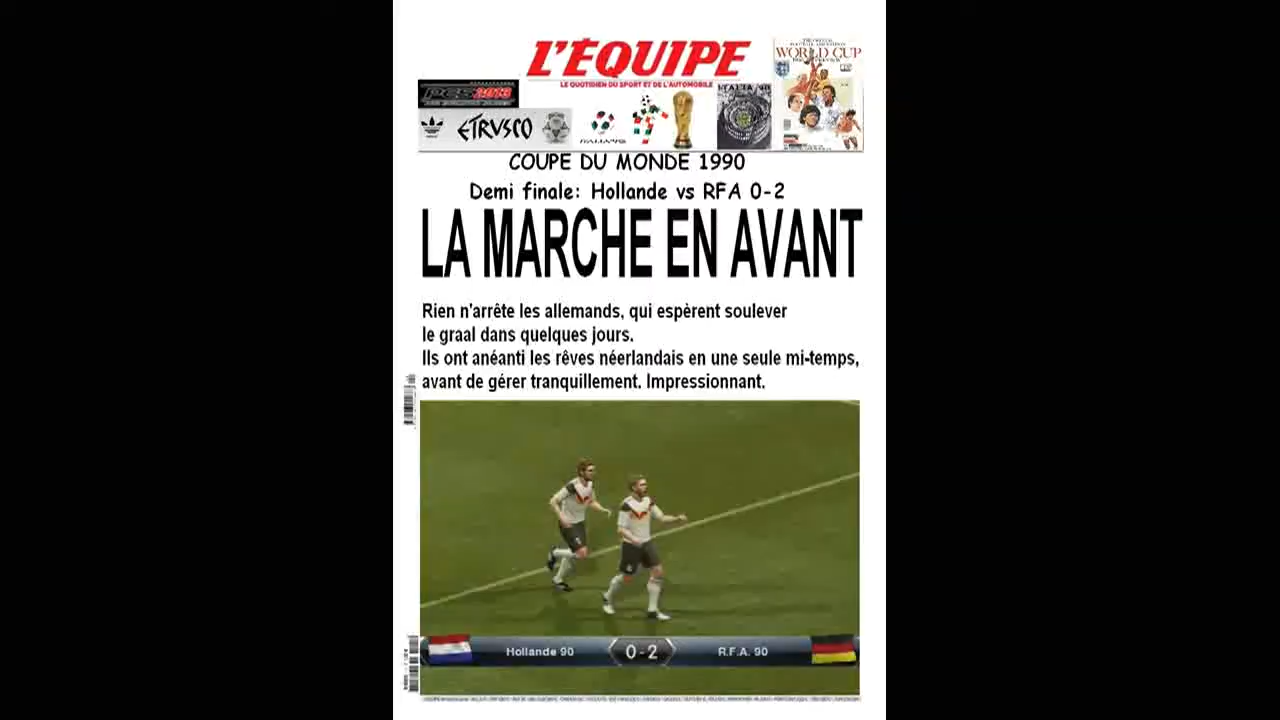 L'ÉQUIPE
LE QUOTIDIEN DU SPORT ET DE L'AUTOMOBILE
WORLD CUP
PES2013
ITALIA 90
ETRVSCO
COUPE DU MONDE 1990
Demi finale: Hollande vs RFA 0-2
LA MARCHE EN AVANT
Rien n'arrête les allemands, qui espèrent soulever
le graal dans quelques jours.
Ils ont anéanti les rêves néerlandais en une seule mi-temps,
avant de gérer tranquillement. Impressionnant.
Hollande 90 0-2 R.F.A. 90